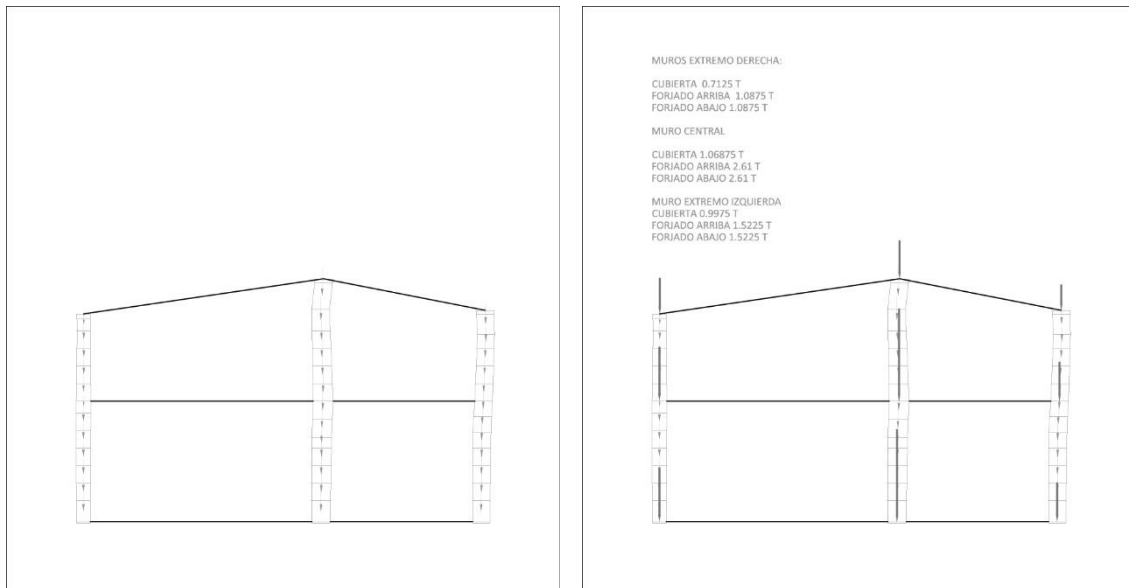 MUROS EXTREMO DERECHA:
CUBIERTA 0.7125 T
FORJADO ARRIBA 1.0875 T
FORJADO ABAJO 1.0875 T
MURO CENTRAL
CUBIERTA 1.06875 T
FORJADO ARRIBA 2.61 T
FORJADO ABAJO 2.61 T
MURO EXTREMO IZQUIERDA
CUBIERTA 0.9975 T
FORJADO ARRIBA 1.5225 T
FORJADO ABAJO 1.5225 T